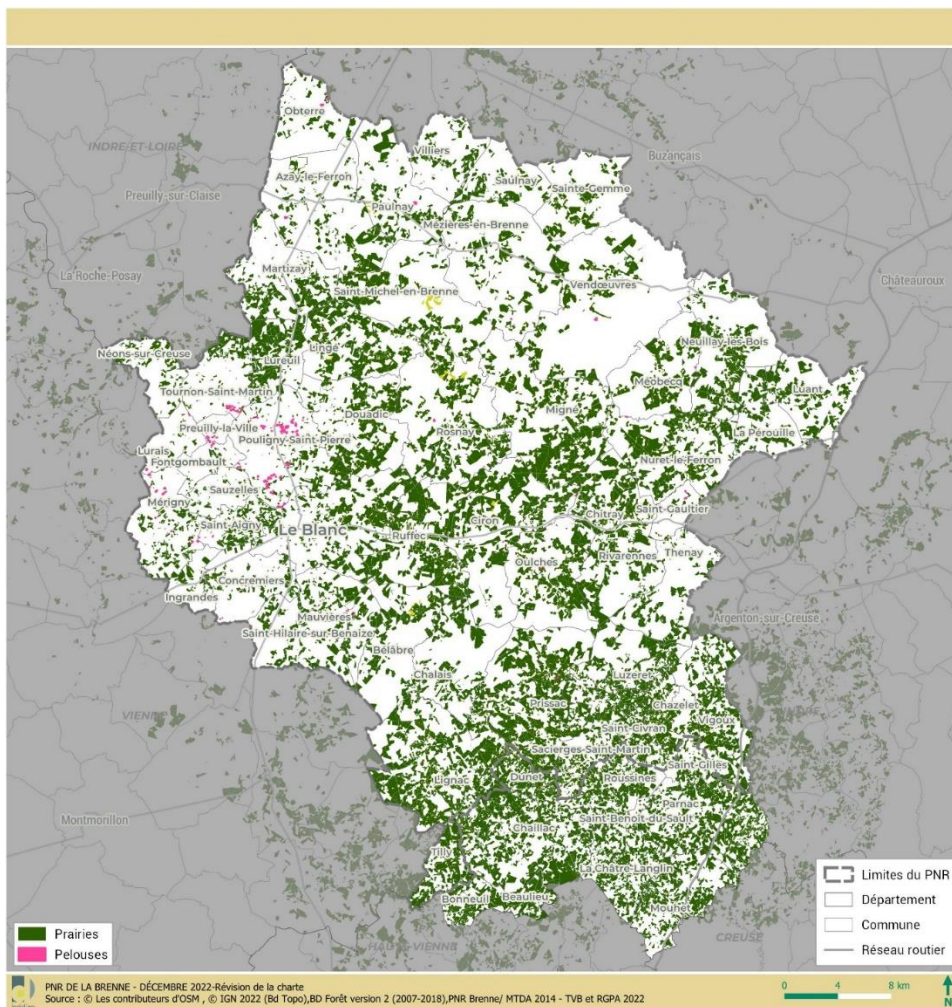 Obterre
INDRE-ET-LOIRE
Villiers
Buzançais
Azay-le-Ferron
Saulnay
Sainte-Gemme
Preuilly-sur-Claise
Paulnay
Mézières-en-Brenne
La Roche-Posay
Martizay
Châteauroux
Saint-Michel-en-Brenne
Vendœuvres
Néons-sur-Creuse
Lingé
Neuillay-les-Bois
Lureuil
Méobecq
Luant
Tournon-Saint-Martin
Douadic
Migné
Preuilly-la-Ville
Rosnay
La Pérouille
Pouligny-Saint-Pierre
Lurais
Fontgombault
Nuret-le-Ferron
Sauzelles
Mérigny
Saint-Gaultier
Saint-Aigny
Le Blanc
Ciron
Chitray
Ruffec
Oulches
Rivarennes
Thenay
Concremiers
Ingrandes
Mauvières
Argenton-sur-Creuse
Saint-Hilaire-sur-Benaize
Bélâbre
Chalais
Luzeret
VIENNE
Prissac
Chazelet
INDRE
Saint-Civran
Vigoux
Sacierges-Saint-Martin
Lignac
Dunet
Roussines
Saint-Gilles
Parnac
Montmorillon
Chaillac
Saint-Benoît-du-Sault
Tilly
La Châtre-Langlin
Bonneuil
Beaulieu
Mouhet
HAUTE-VIENNE
CREUSE
Prairies
Pelouses
Limites du PNR
Département
Commune
Réseau routier
PNR DE LA BRENNE - DÉCEMBRE 2022-Révision de la charte
Source : © Les contributeurs d'OSM , © IGN 2022 (Bd Topo),BD Forêt version 2 (2007-2018),PNR Brenne/ MTDA 2014 - TVB et RGPA 2022
0 4 8 km
N